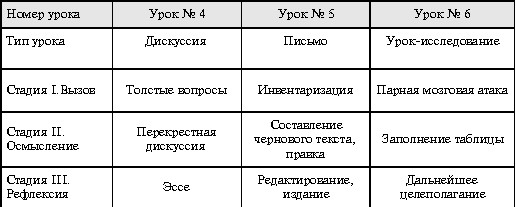 Номер урока Урок № 4 Урок № 5 Урок № 6
Тип урока Дискуссия Письмо Урок-исследование
Стадия I. Вызов Толстые вопросы Инвентаризация Парная мозговая атака
Стадия II.
Осмысление
Перекрестная
дискуссия
Составление
чернового текста,
правка
Заполнение таблицы
Стадия III.
Рефлексия
Эссе
Редактирование,
издание
Дальнейшее
целеполагание